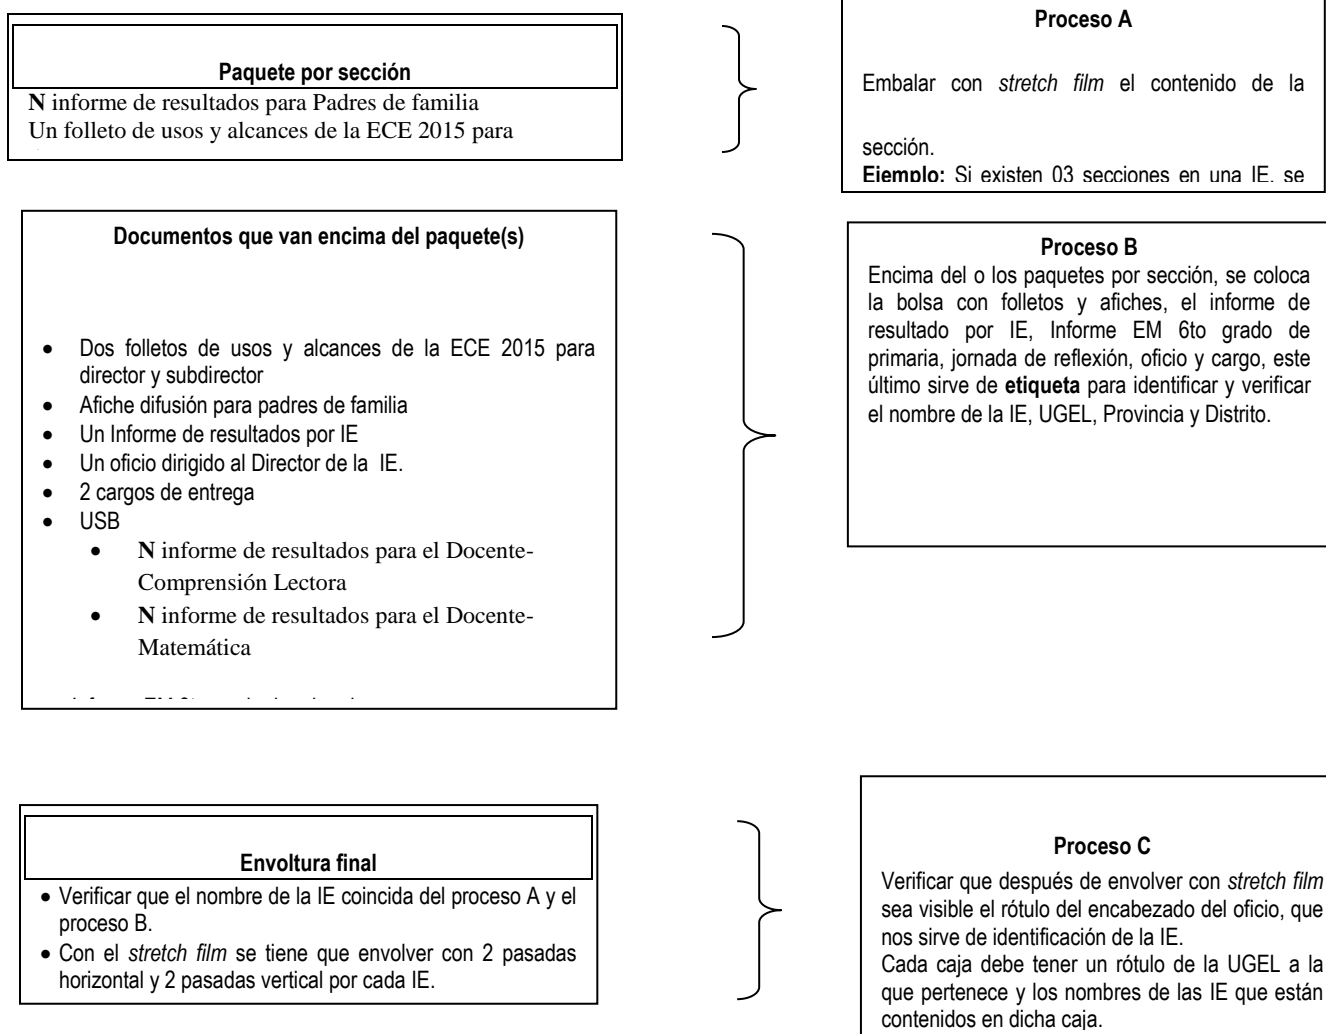 Paquete por sección
N informe de resultados para Padres de familia
Un folleto de usos y alcances de la ECE 2015 para
Proceso A
Embalar con stretch film el contenido de la
sección.
Ejemplo: Si existen 03 secciones en una IE, se
Documentos que van encima del paquete(s)
• Dos folletos de usos y alcances de la ECE 2015 para
director y subdirector
• Afiche difusión para padres de familia
• Un Informe de resultados por IE
• Un oficio dirigido al Director de la IE.
• 2 cargos de entrega
• USB
• N informe de resultados para el Docente-
Comprensión Lectora
• N informe de resultados para el Docente-
Matemática
Proceso B
Encima del o los paquetes por sección, se coloca
la bolsa con folletos y afiches, el informe de
resultado por IE, Informe EM 6to grado de
primaria, jornada de reflexión, oficio y cargo, este
último sirve de etiqueta para identificar y verificar
el nombre de la IE, UGEL, Provincia y Distrito.
Envoltura final
• Verificar que el nombre de la IE coincida del proceso A y el
proceso B.
• Con el stretch film se tiene que envolver con 2 pasadas
horizontal y 2 pasadas vertical por cada IE.
Proceso C
Verificar que después de envolver con stretch film
sea visible el rótulo del encabezado del oficio, que
nos sirve de identificación de la IE.
Cada caja debe tener un rótulo de la UGEL a la
que pertenece y los nombres de las IE que están
contenidos en dicha caja.